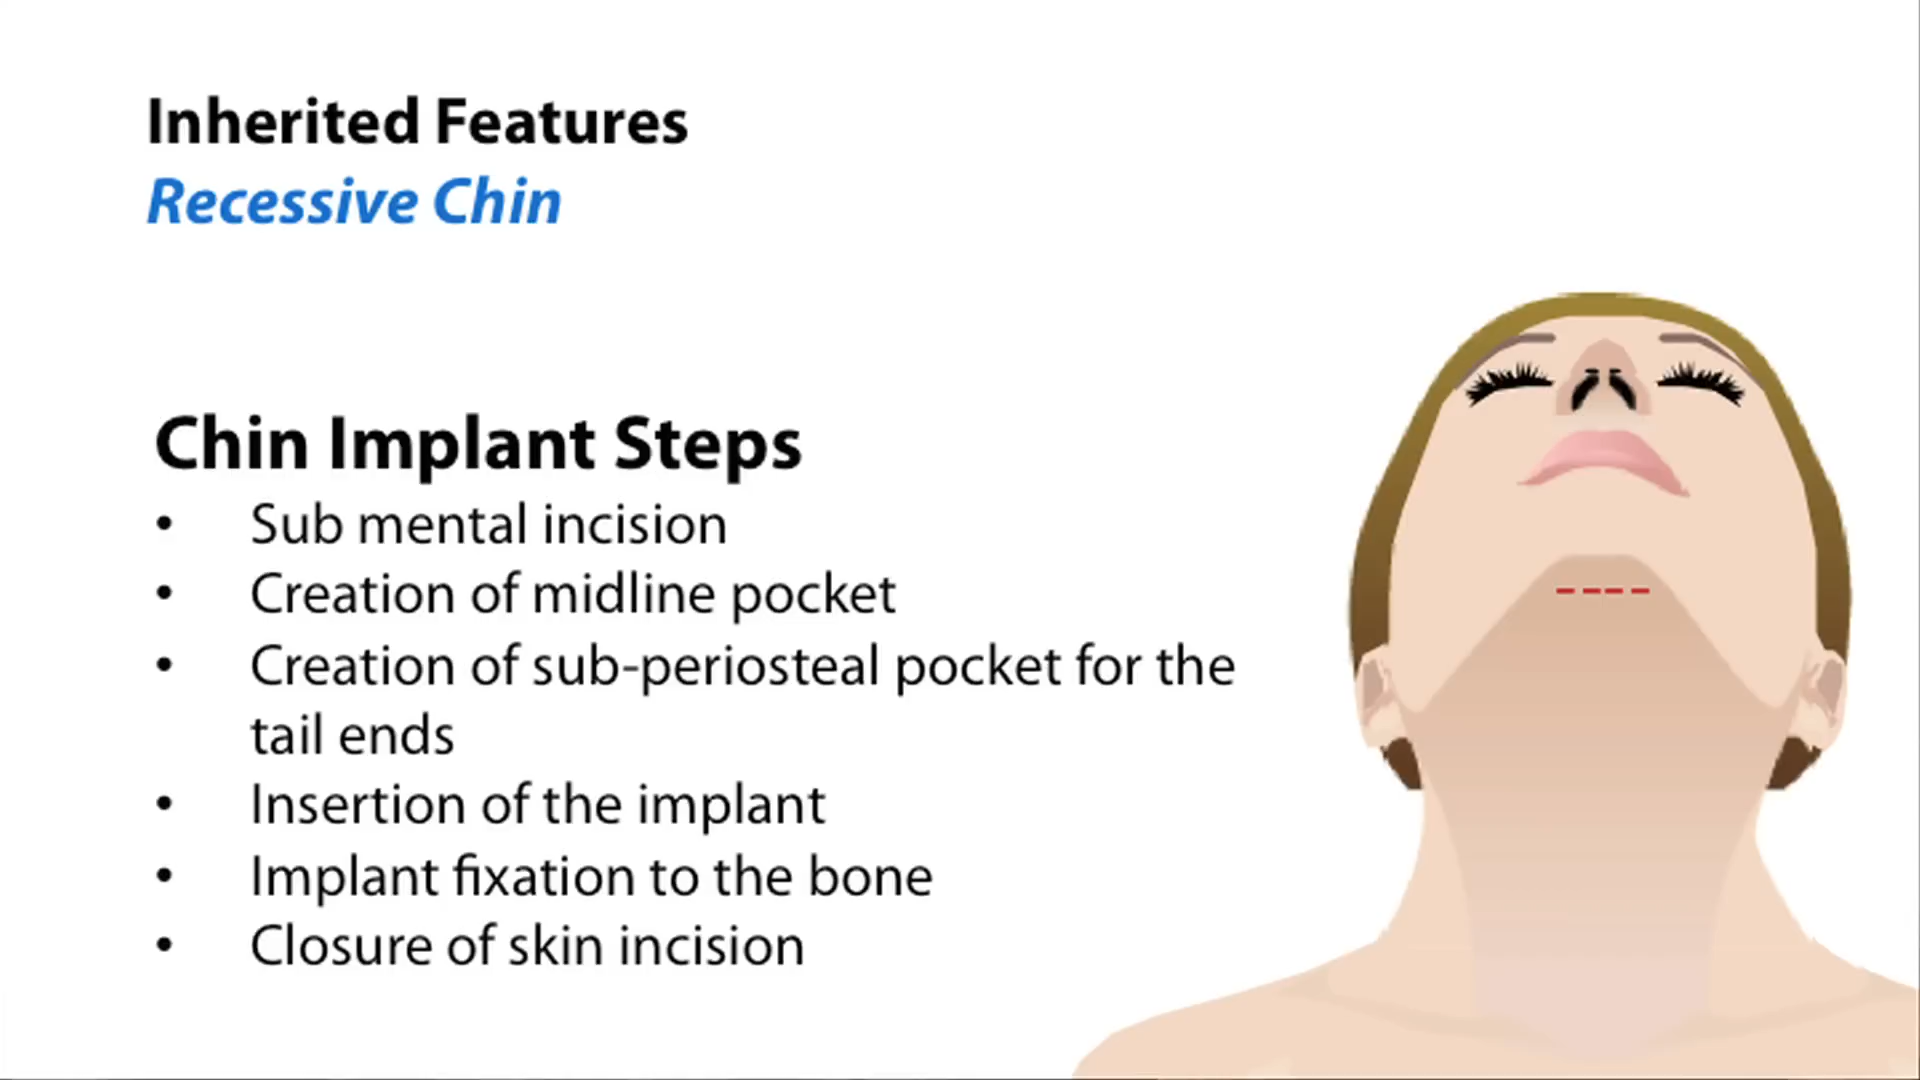 Inherited Features
Recessive Chin
Chin Implant Steps
• Sub mental incision
• Creation of midline pocket
• Creation of sub-periosteal pocket for the
tail ends
• Insertion of the implant
• Implant fixation to the bone
• Closure of skin incision